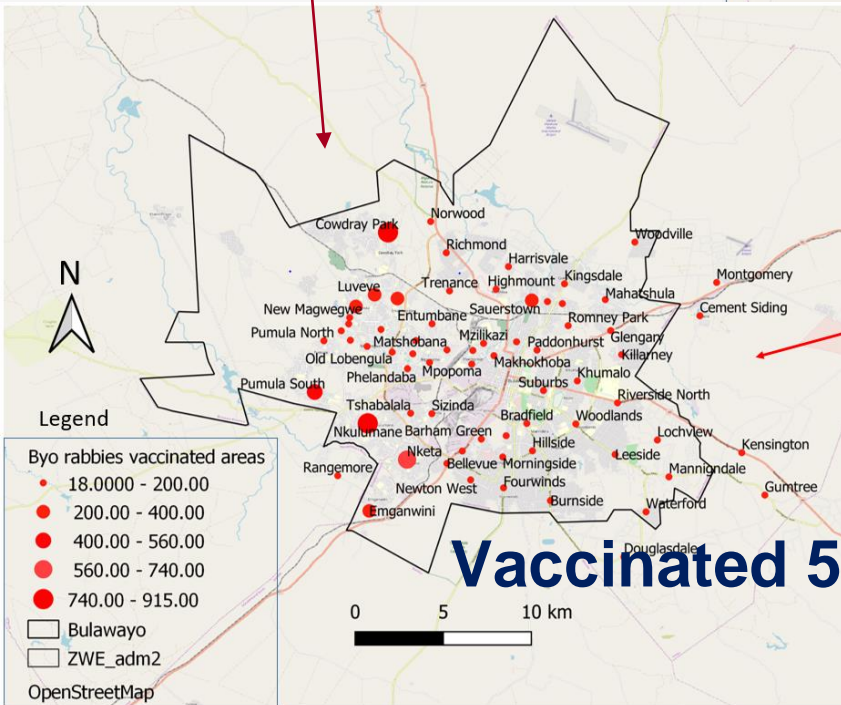 Norwood
Cowdray Park
Woodville
Richmond
Harrisvale
Montgomery
Luveve
Trenance
Highmount
Kingsdale
Mahatshula
New Magwegwe
Entumbane
Sauerstown
Cement Siding
Romney Park
Pumula North
Matshobana
Mzilikazi
Paddonhurst
Glengary
Old Lobengula
Makhokhoba
Killarney
Phelandaba
Mpopoma
Suburbs
Khumalo
Pumula South
Riverside North
Tshabalala
Sizinda
Bradfield
Woodlands
Nkulumane
Barham Green
Lochview
Hillside
Kensington
Nketa
Leeside
Rangemore
Bellevue
Morningside
Manningdale
Newton West
Fourwinds
Gumtree
Burnside
Emganwini
Waterford
Douglasdale
Vaccinated 5
N
Legend
Byo rabbies vaccinated areas
18.0000 - 200.00
200.00 - 400.00
400.00 - 560.00
560.00 - 740.00
740.00 - 915.00
Bulawayo
ZWE_adm2
OpenStreetMap
0 5 10 km